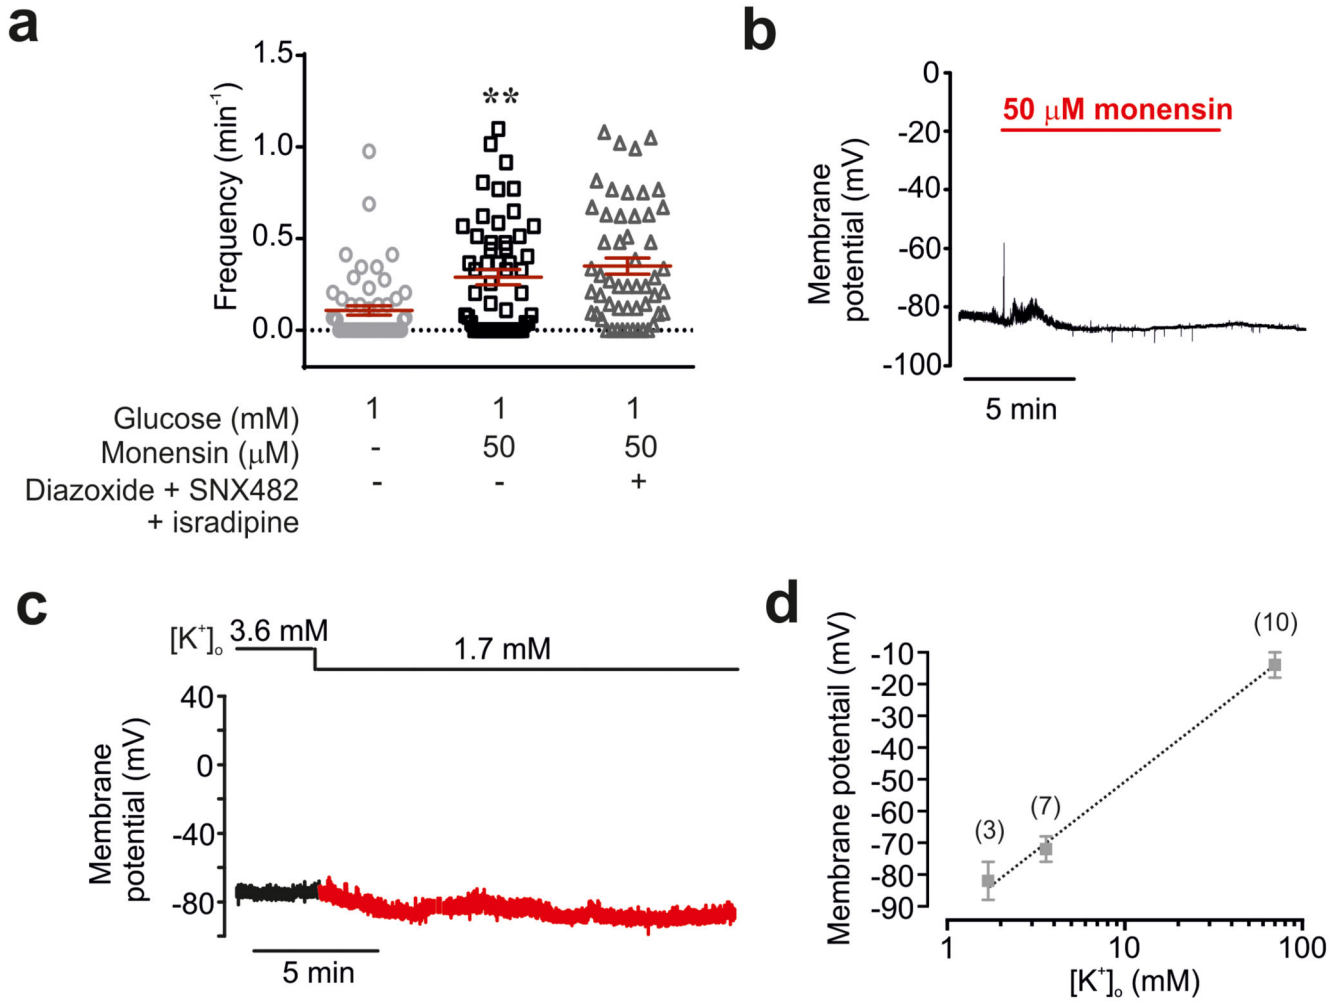 a
1.5
1.0
0.5
0.0
Frequency (min⁻¹)
**
Glucose (mM) 1 1 1
Monensin (μM) - 50 50
Diazoxide + SNX482 - - +
+ isradipine
b
0
-20
-40
-60
-80
-100
Membrane
potential (mV)
50 μM monensin
5 min
c
[K⁺]ₒ 3.6 mM
1.7 mM
40
0
-40
-80
Membrane
potential (mV)
5 min
d
-10
-20
-30
-40
-50
-60
-70
-80
-90
Membrane potentail (mV)
(3)
(7)
(10)
1 10 100
[K⁺]ₒ (mM)